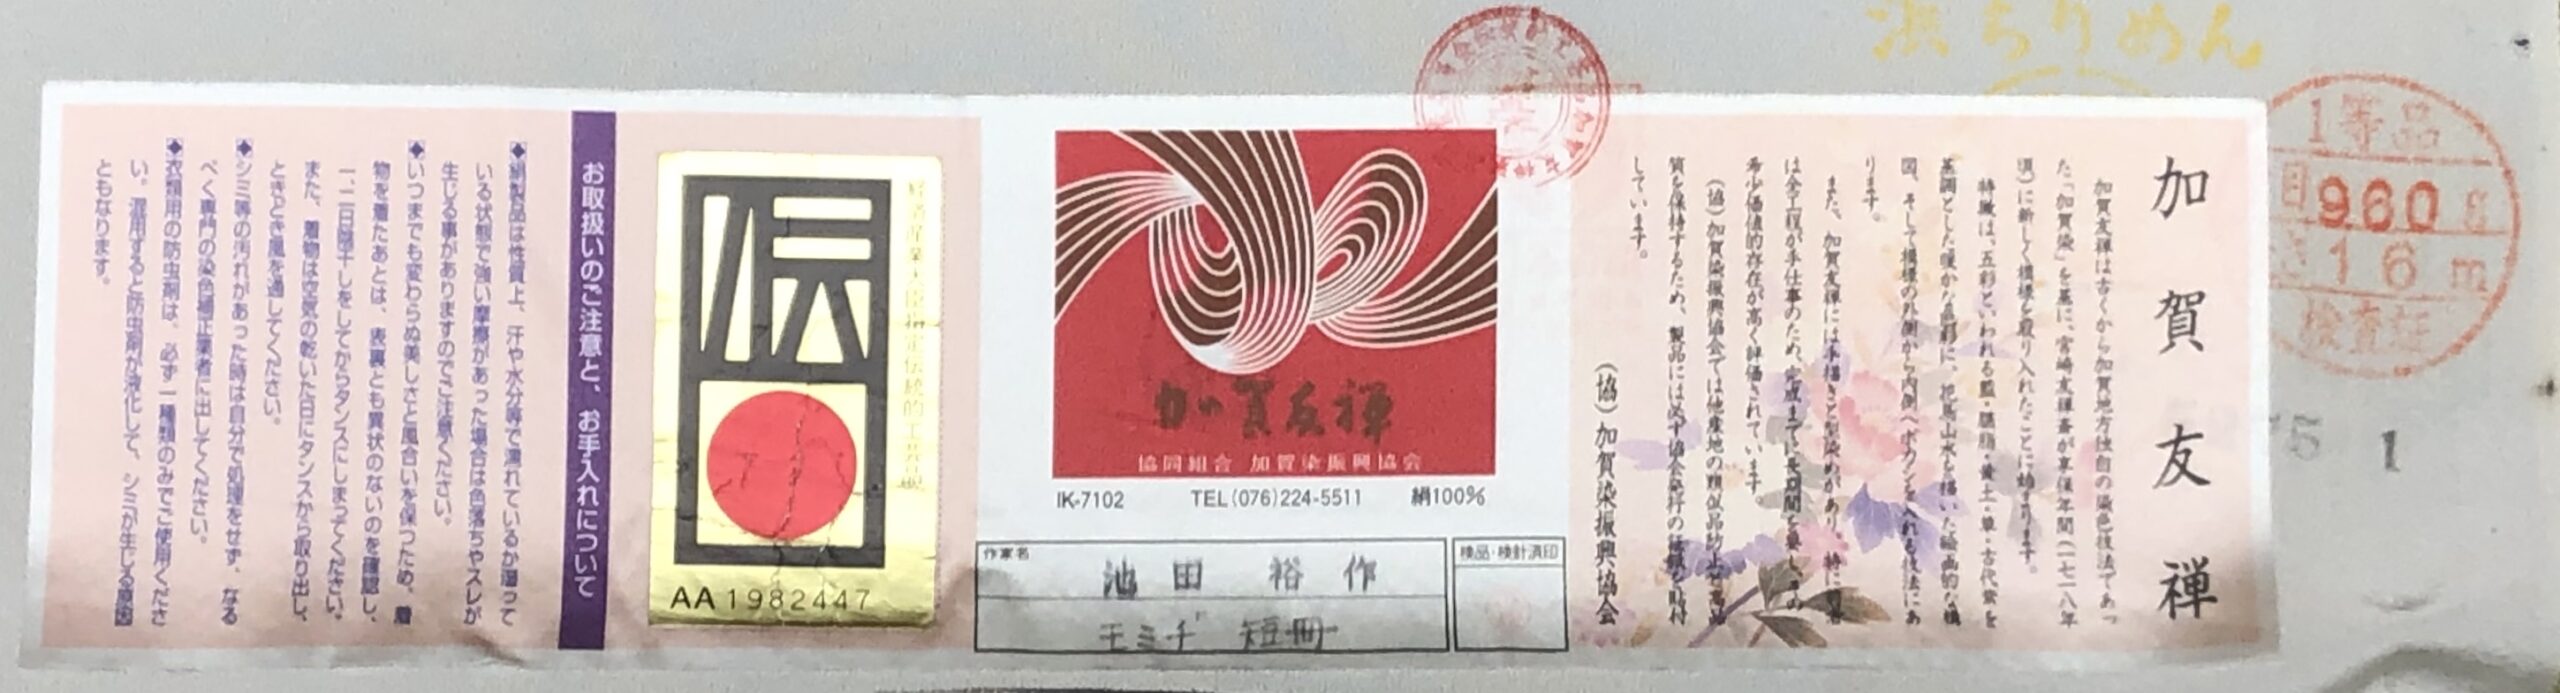 浜ちりめん
1等品
960g
16m
検査証
1
加賀友禅
加賀友禅は古くから加賀地方独自の染色技法であっ
た「加賀染」を基に、宮崎友禅斎が享保年間(一七一八年
頃)に新しく模様を取り入れたことに始まります。
特徴は、五彩といわれる藍・臙脂・黄土・草・古代紫を
基調とした暖かな色彩に、花鳥山水を描いた絵画的な構
図、そして模様の外側から内側へボカシを入れる技法にあ
ります。
また、加賀友禅には手描きと型染めがあり、特に
は全工程が手仕事のため、完成までに長期間を要し、その
希少価値的存在が高く評価されています。
(協)加賀染振興協会では他産地の類似品防止と高品
質を保持するため、製品には必ず協会発行の証紙を貼付
しています。
(協)加賀染振興協会
加賀友禅
協同組合 加賀染振興協会
IK-7102 TEL(076)224-5511 絹100%
作家名
池田裕作
モミヂ 短冊
検品・検針済印
経済産業大臣指定伝統的工芸品
伝
AA1982447
お取扱いのご注意と、お手入れについて
◆絹製品は性質上、汗や水分等で濡れているか湿って
いる状態で強い摩擦があった場合は色落ちやスレが
生じる事がありますのでご注意ください。
◆いつまでも変わらぬ美しさと風合いを保つため、着
物を着たあとは、表裏とも異状のないのを確認し、
一、二日陰干しをしてからタンスにしまってください。
また、着物は空気の乾いた日にタンスから取り出し、
ときどき風を通してください。
◆シミ等の汚れがあった時は自分で処理をせず、なる
べく専門の染色補正業者に出してください。
◆衣類用の防虫剤は、必ず一種類のみでご使用くださ
い。混用すると防虫剤が液化して、シミが生じる原因
ともなります。